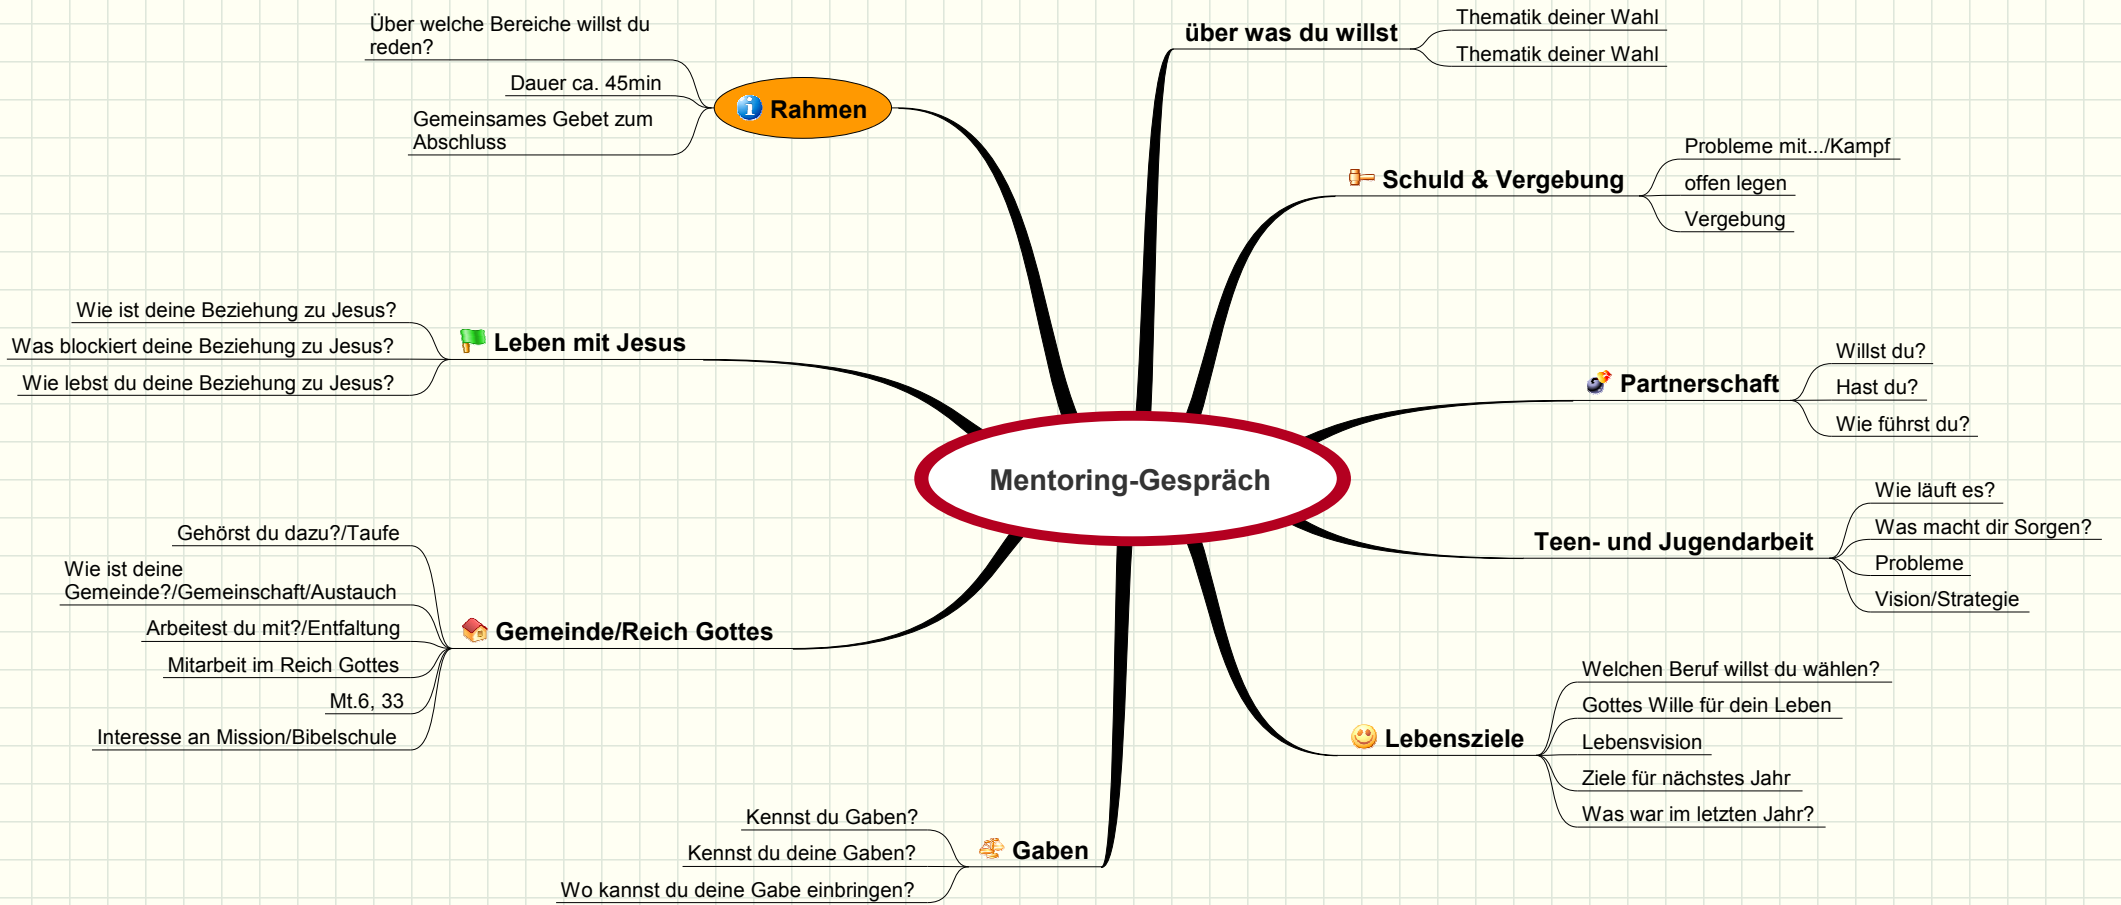 Mentoring-Gespräch
Rahmen
Über welche Bereiche willst du
reden?
Dauer ca. 45min
Gemeinsames Gebet zum
Abschluss
Leben mit Jesus
Wie ist deine Beziehung zu Jesus?
Was blockiert deine Beziehung zu Jesus?
Wie lebst du deine Beziehung zu Jesus?
Gemeinde/Reich Gottes
Gehörst du dazu?/Taufe
Wie ist deine
Gemeinde?/Gemeinschaft/Austauch
Arbeitest du mit?/Entfaltung
Mitarbeit im Reich Gottes
Mt.6, 33
Interesse an Mission/Bibelschule
Gaben
Kennst du Gaben?
Kennst du deine Gaben?
Wo kannst du deine Gabe einbringen?
über was du willst
Thematik deiner Wahl
Thematik deiner Wahl
Schuld & Vergebung
Probleme mit.../Kampf
offen legen
Vergebung
Partnerschaft
Willst du?
Hast du?
Wie führst du?
Teen- und Jugendarbeit
Wie läuft es?
Was macht dir Sorgen?
Probleme
Vision/Strategie
Lebensziele
Welchen Beruf willst du wählen?
Gottes Wille für dein Leben
Lebensvision
Ziele für nächstes Jahr
Was war im letzten Jahr?